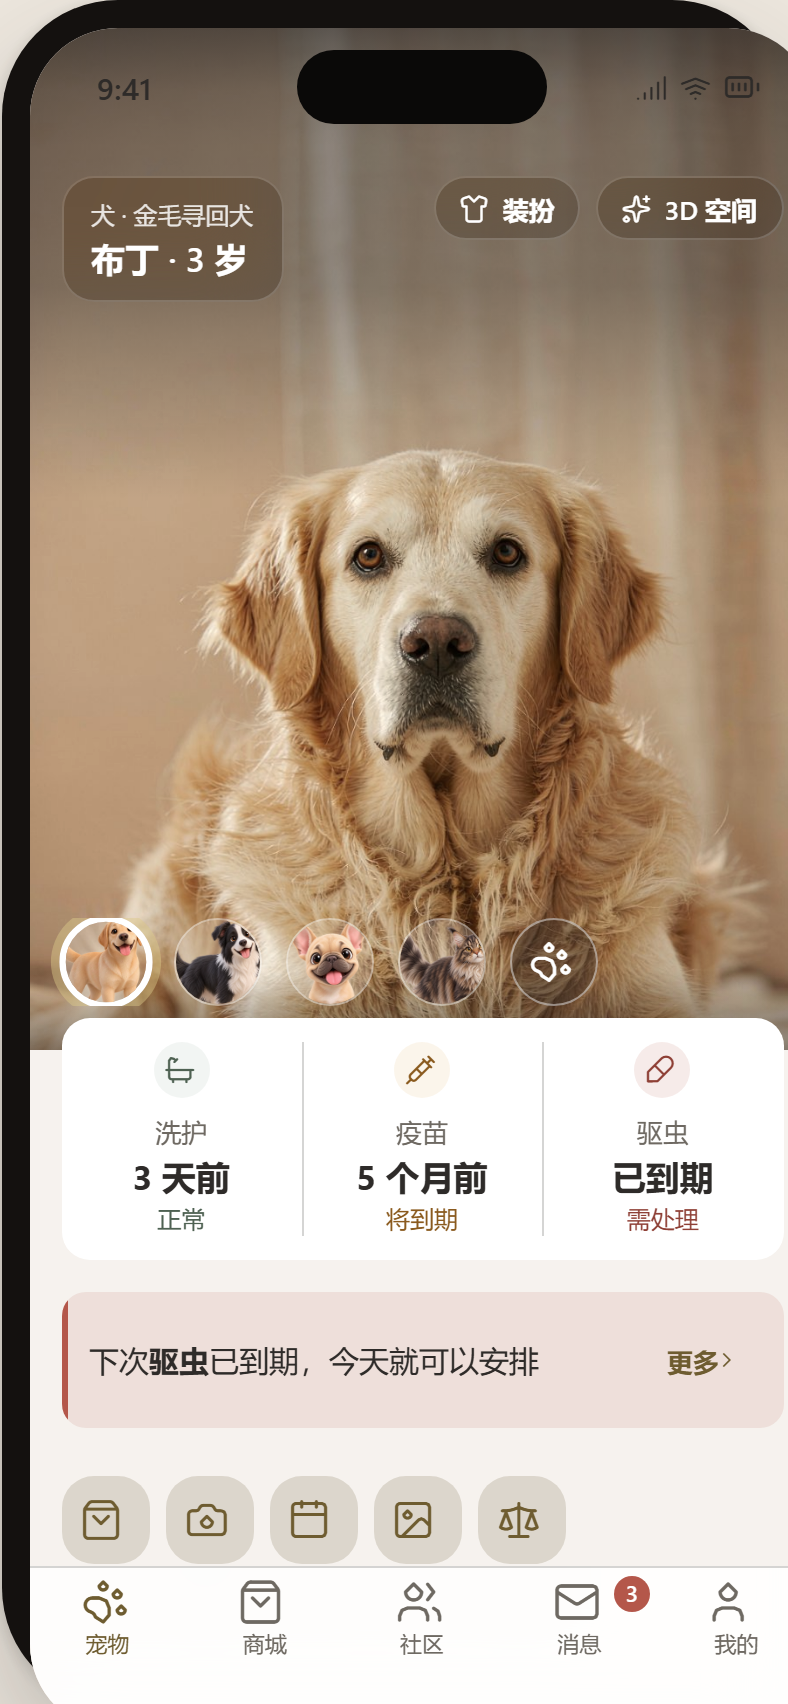 9:41
犬 · 金毛寻回犬
布丁 · 3 岁
装扮
3D 空间
洗护
3 天前
正常
疫苗
5 个月前
将到期
驱虫
已到期
需处理
下次驱虫已到期，今天就可以安排
更多
宠物
商城
社区
消息
3
我的